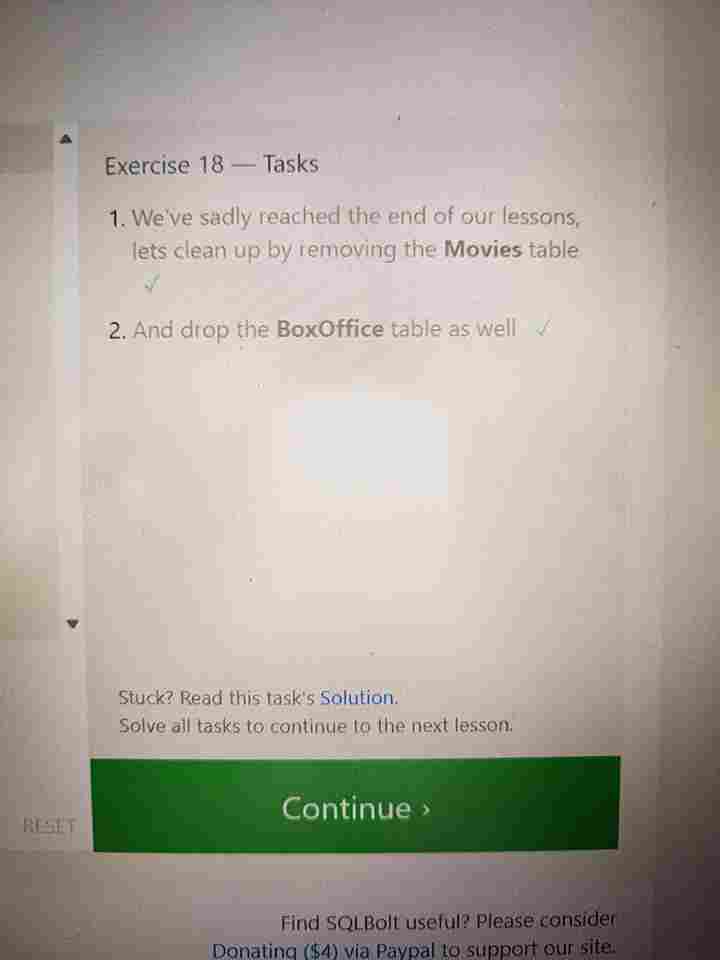 Exercise 18 — Tasks
1. We've sadly reached the end of our lessons,
lets clean up by removing the Movies table
✓
2. And drop the BoxOffice table as well ✓
Stuck? Read this task's Solution.
Solve all tasks to continue to the next lesson.
Continue ›
RESET
Find SQLBolt useful? Please consider
Donating ($4) via Paypal to support our site.